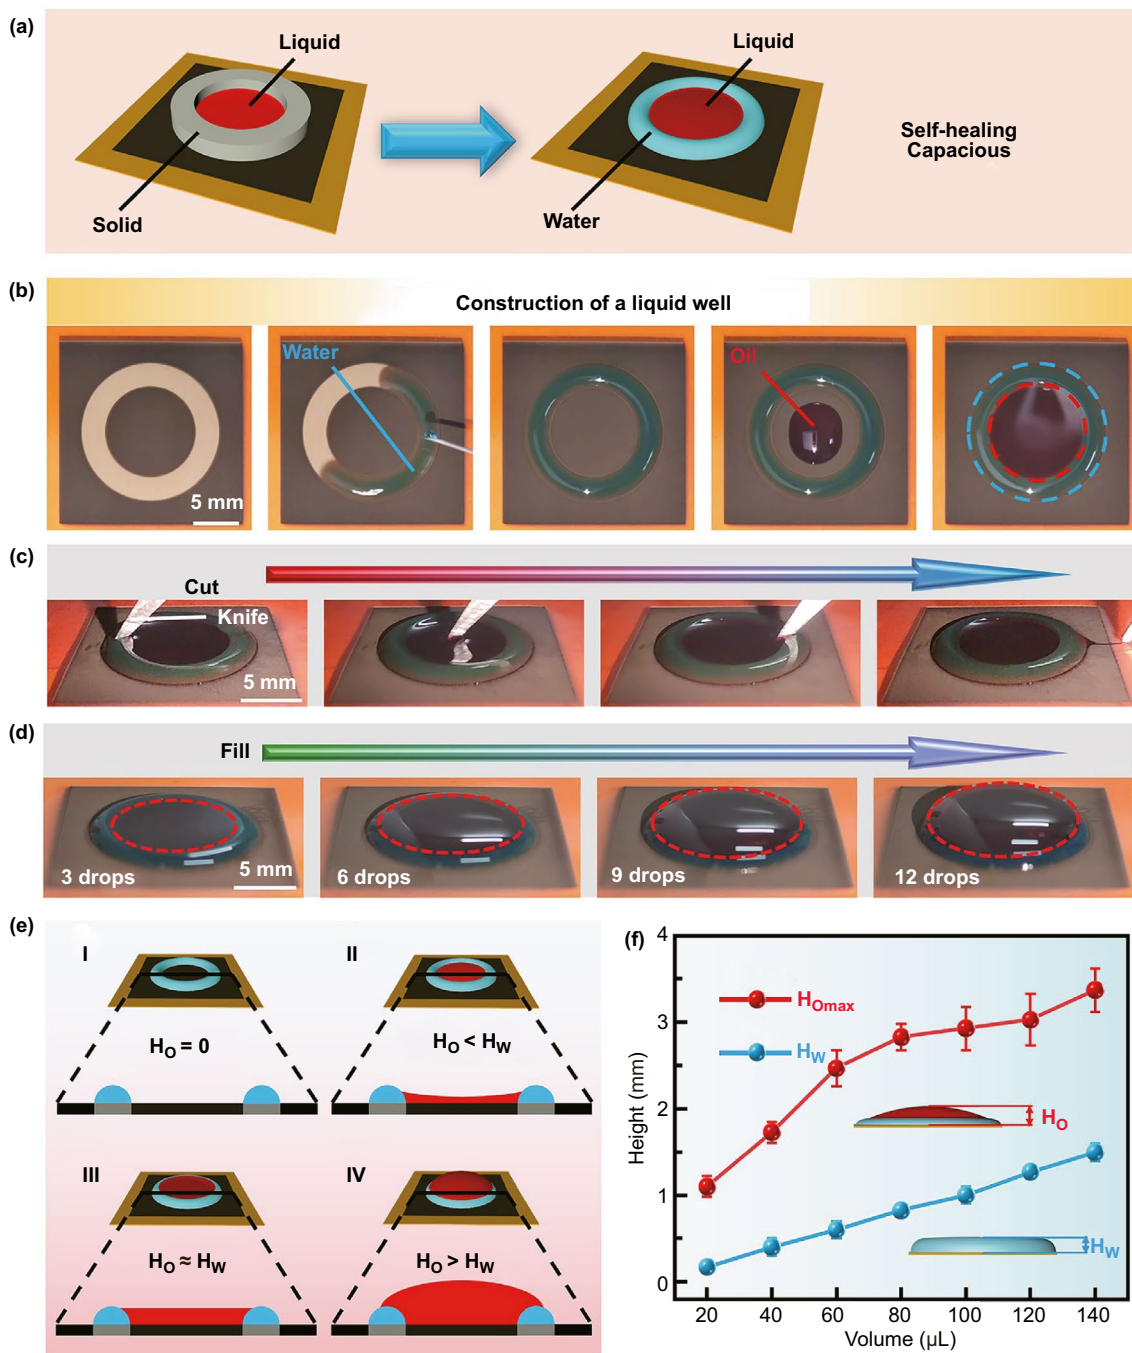 (a)
Liquid
Solid
Liquid
Water
Self-healing
Capacious
(b)
Construction of a liquid well
5 mm
Water
Oil
(c)
Cut
Knife
5 mm
(d)
Fill
3 drops
5 mm
6 drops
9 drops
12 drops
(e)
I
H_O = 0
II
H_O < H_W
III
H_O ≈ H_W
IV
H_O > H_W
(f)
Height (mm)
4
3
2
1
0
H_Omax
H_W
H_O
H_W
20 40 60 80 100 120 140
Volume (µL)